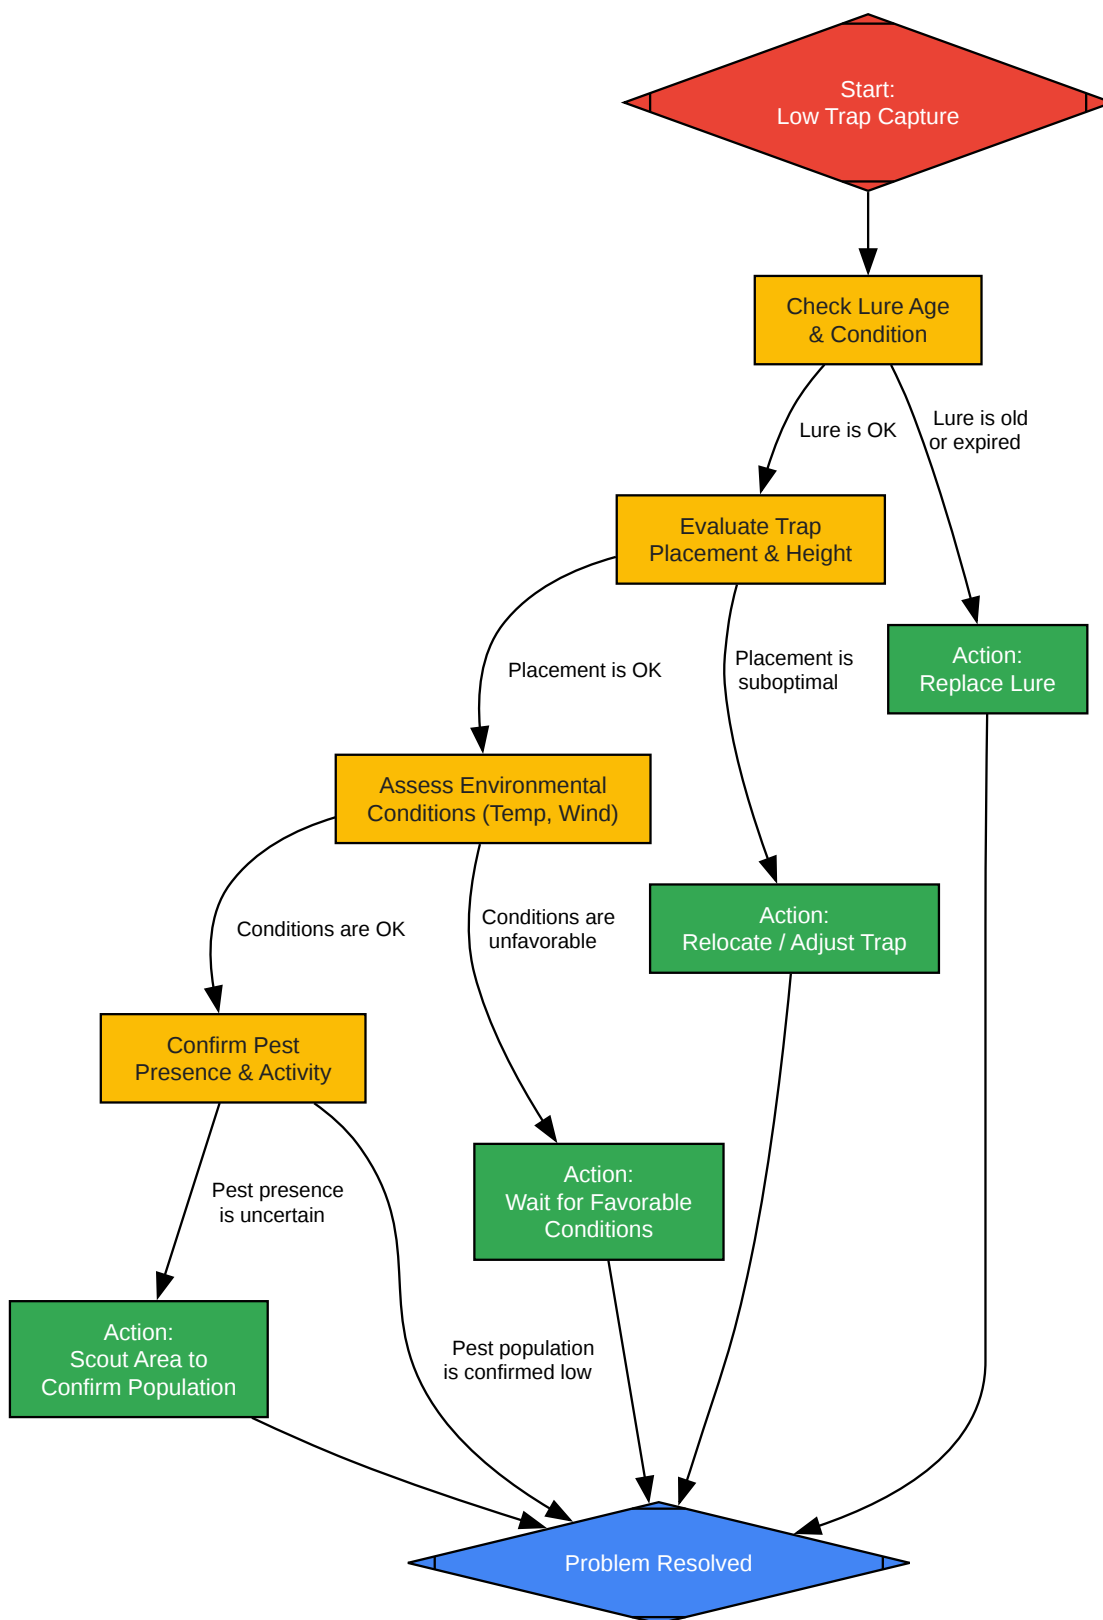 Start:
Low Trap Capture
Check Lure Age
& Condition
Lure is OK
Lure is old
or expired
Evaluate Trap
Placement & Height
Action:
Replace Lure
Placement is OK
Placement is
suboptimal
Assess Environmental
Conditions (Temp, Wind)
Action:
Relocate / Adjust Trap
Conditions are OK
Conditions are
unfavorable
Confirm Pest
Presence & Activity
Action:
Wait for Favorable
Conditions
Pest presence
is uncertain
Action:
Scout Area to
Confirm Population
Pest population
is confirmed low
Problem Resolved